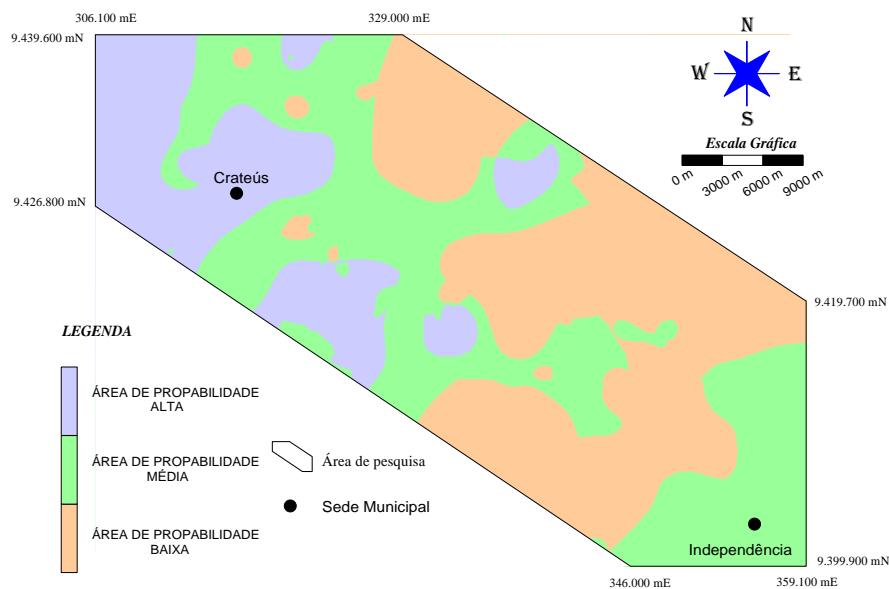 306.100 mE
329.000 mE
9.439.600 mN
N
W
E
S
Escala Gráfica
0 m
3000 m
6000 m
9000 m
Crateús
9.426.800 mN
9.419.700 mN
LEGENDA
ÁREA DE PROPABILIDADE
ALTA
ÁREA DE PROPABILIDADE
MÉDIA
ÁREA DE PROPABILIDADE
BAIXA
Área de pesquisa
Sede Municipal
Independência
9.399.900 mN
346.000 mE
359.100 mE